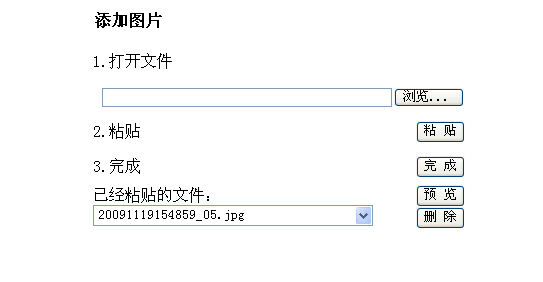 添加图片
1.打开文件
浏览...
2.粘贴 粘 贴
3.完成 完 成
已经粘贴的文件： 预 览
20091119154859_05.jpg 删 除